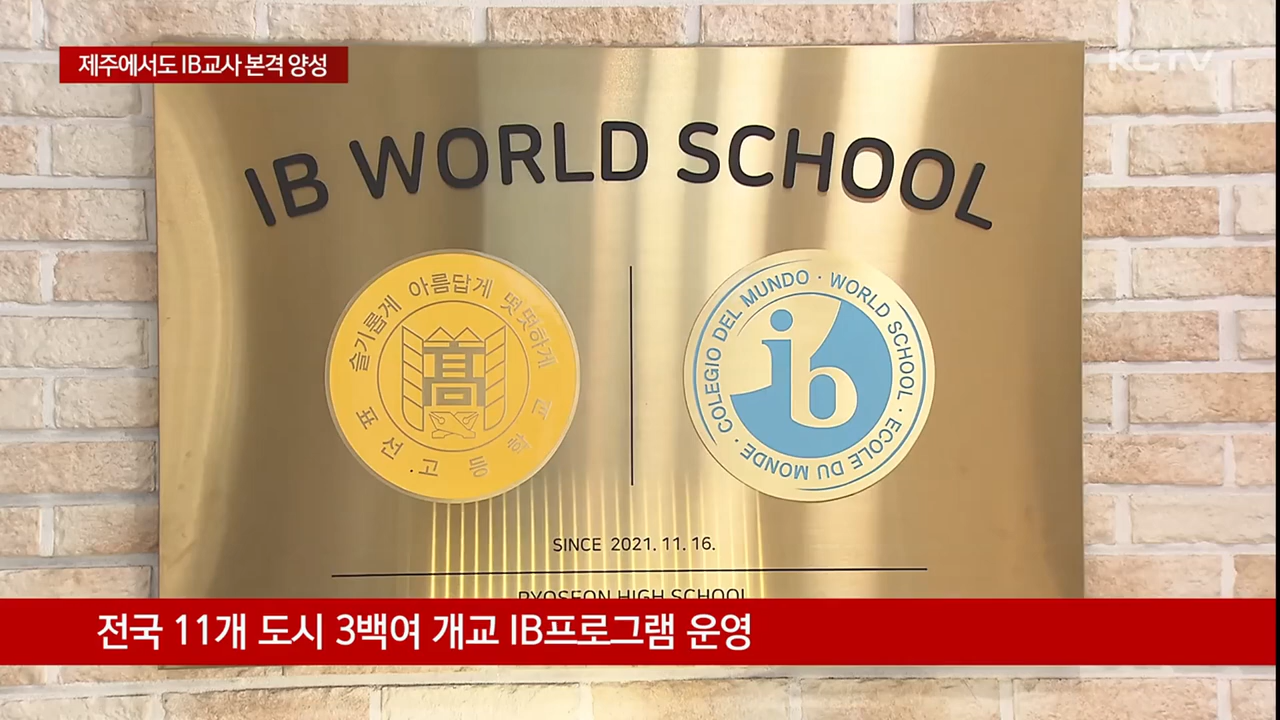 제주에서도 IB교사 본격 양성
KCTV
IB WORLD SCHOOL
슬기롭게 아름답게 떳떳하게
高
표선고등학교
COLEGIO DEL MUNDO · WORLD SCHOOL · ECOLE DU MONDE ·
ib
SINCE 2021. 11. 16.
PYOSEON HIGH SCHOOL
전국 11개 도시 3백여 개교 IB프로그램 운영